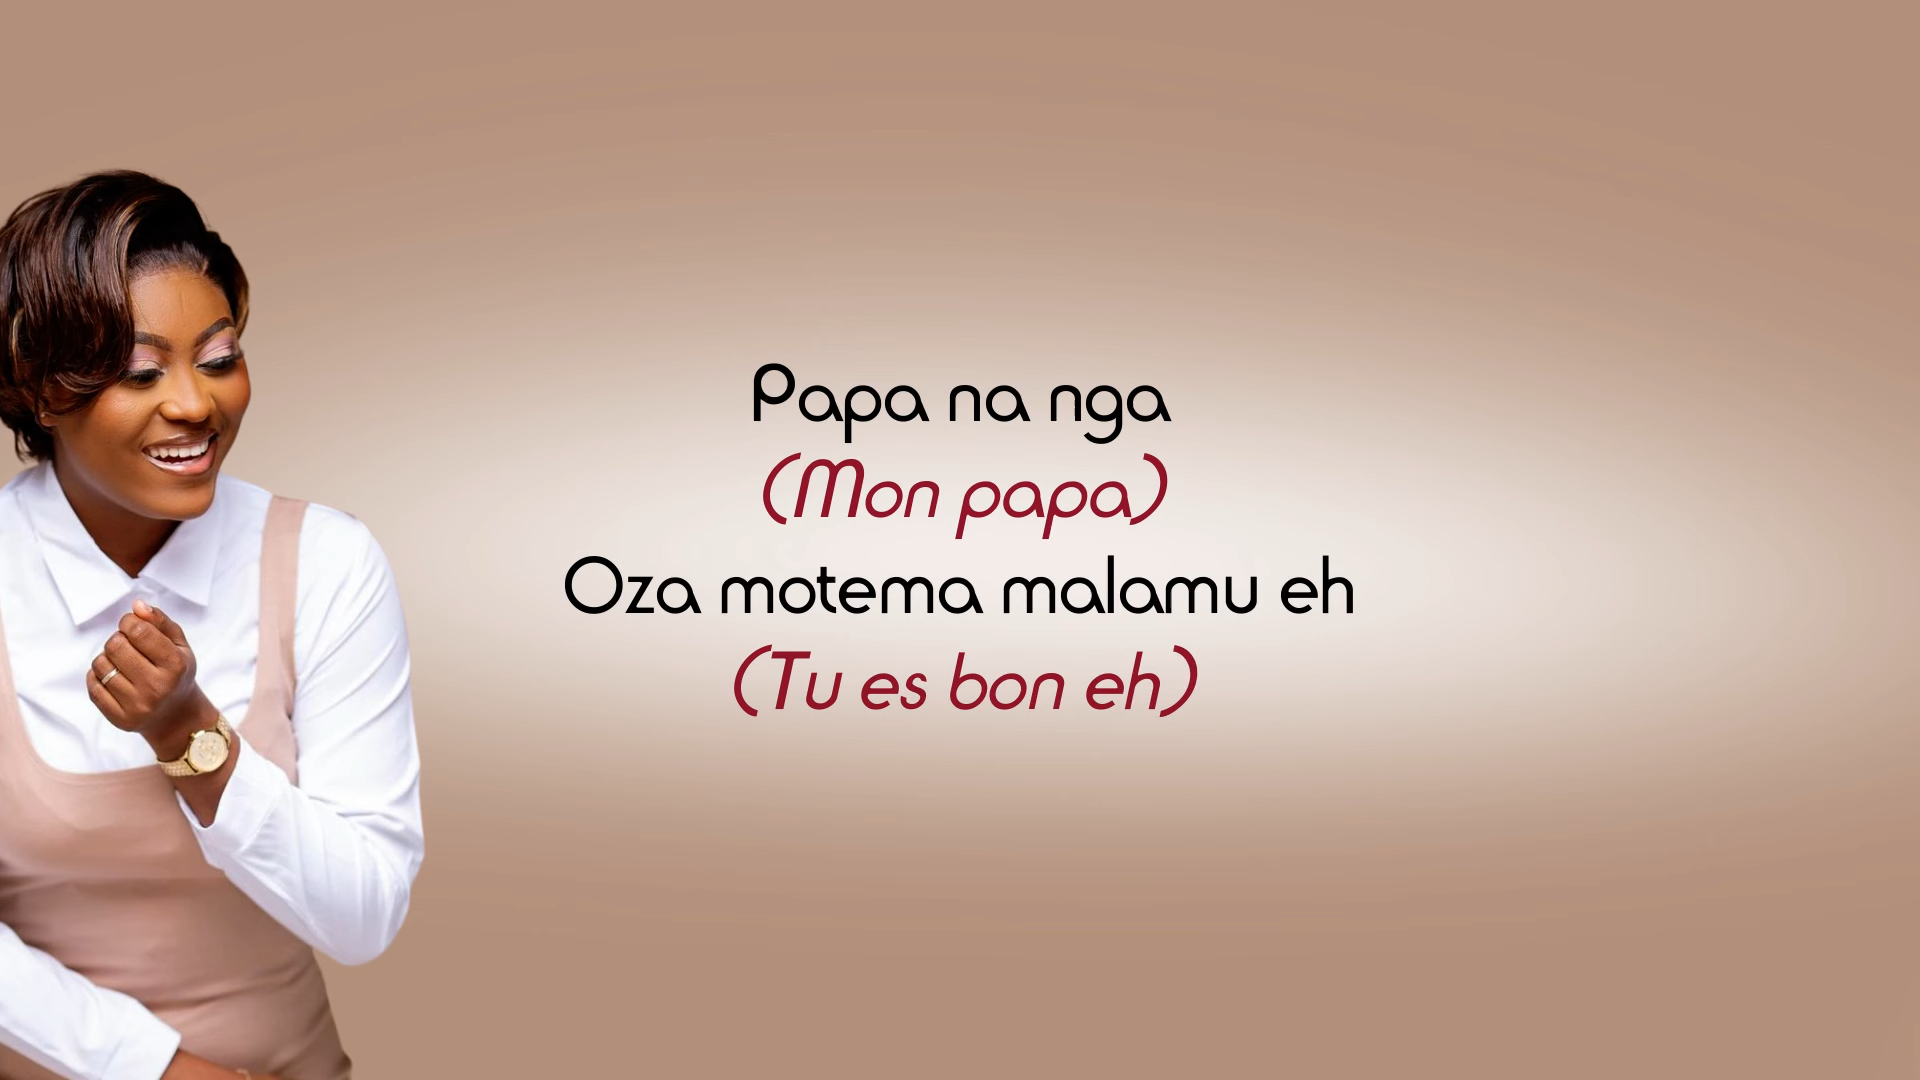 Papa na nga
(Mon papa)
Oza motema malamu eh
(Tu es bon eh)